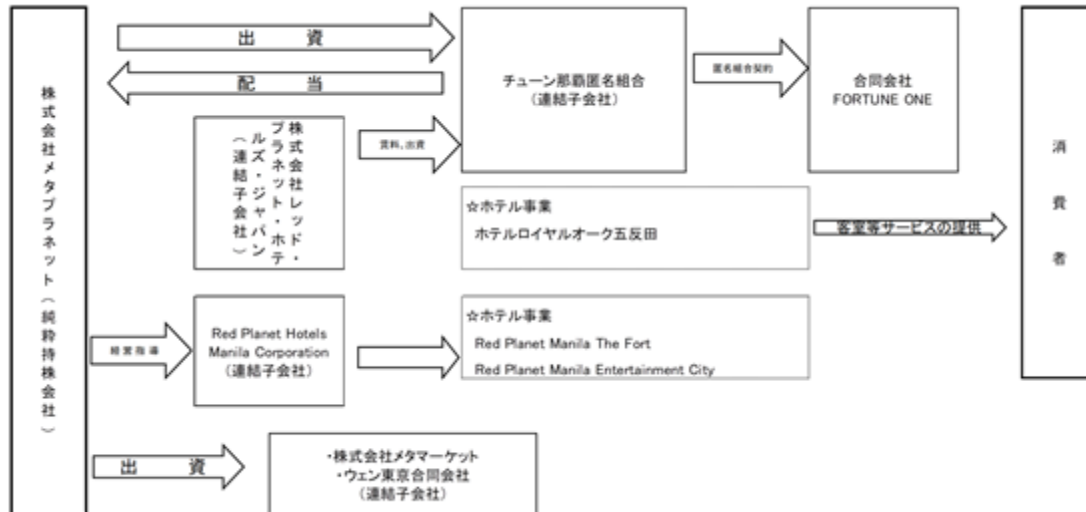 株式会社メタプラネット(純粋持株会社)
出 資
配 当
チューン那覇匿名組合
(連結子会社)
匿名組合契約
合同会社
FORTUNE ONE
株式会社レッド・
プラネット・ホテ
ルズ・ジャパン
(連結子会社)
賃料、出資
☆ホテル事業
ホテルロイヤルオーク五反田
客室等サービスの提供
消費者
経営指導
Red Planet Hotels
Manila Corporation
(連結子会社)
☆ホテル事業
Red Planet Manila The Fort
Red Planet Manila Entertainment City
出 資
・株式会社メタマーケット
・ウェン東京合同会社
(連結子会社)